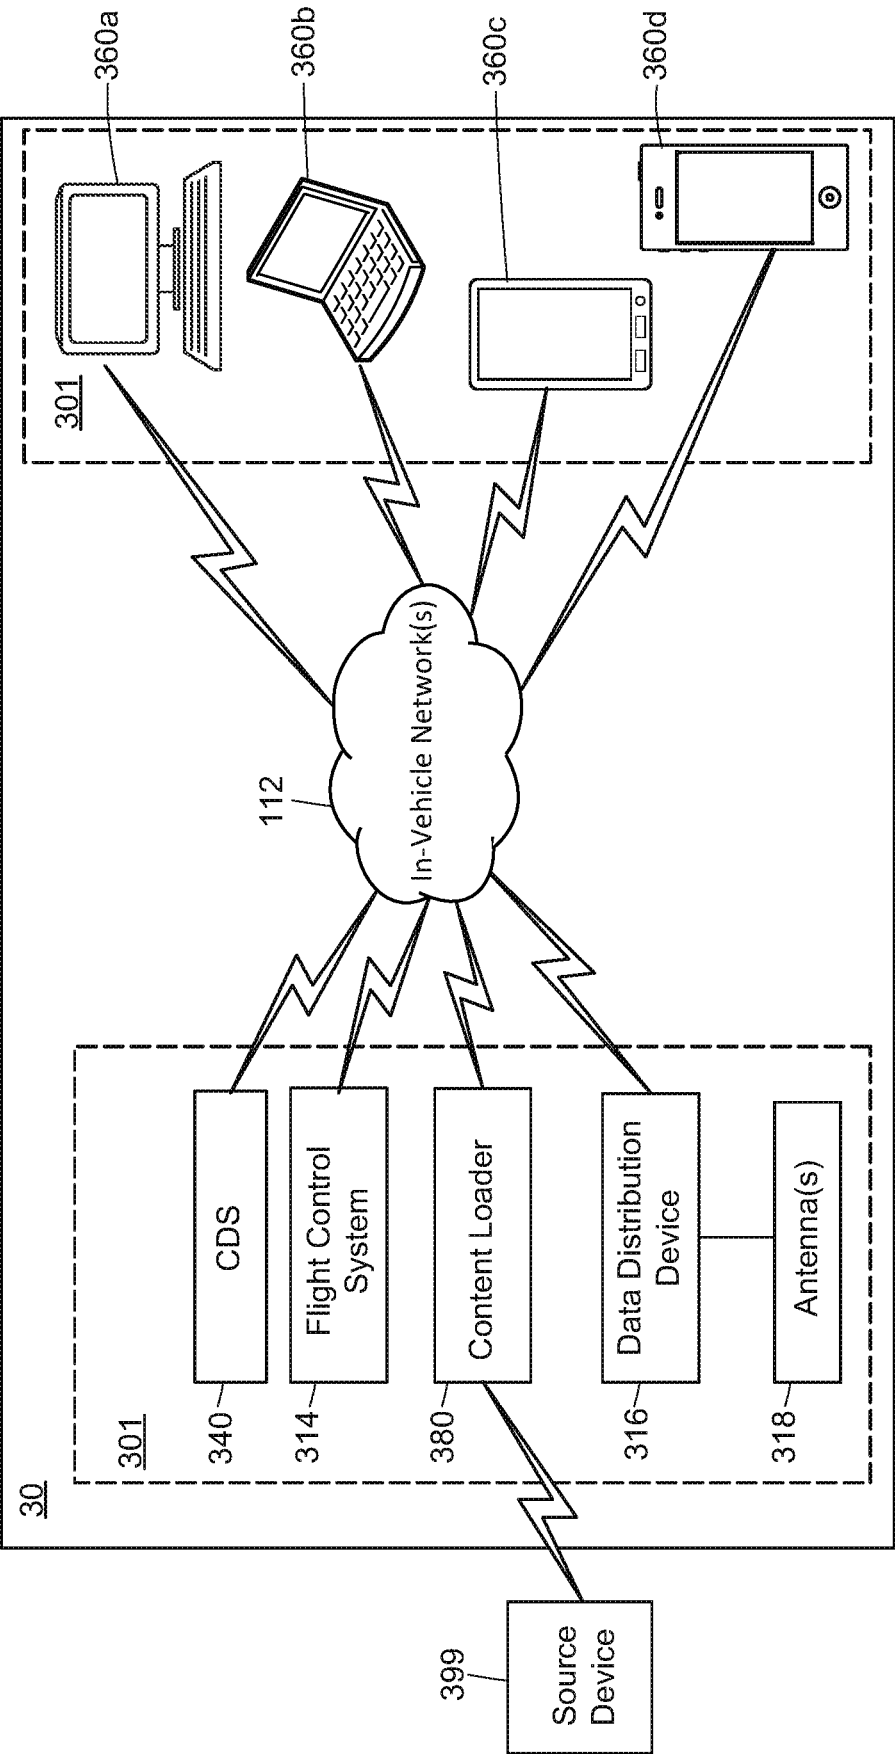 30
301
340
CDS
314
Flight Control
System
380
Content Loader
316
Data Distribution
Device
318
Antenna(s)
399
Source
Device
112
In-Vehicle Network(s)
301
360a
360b
360c
360d